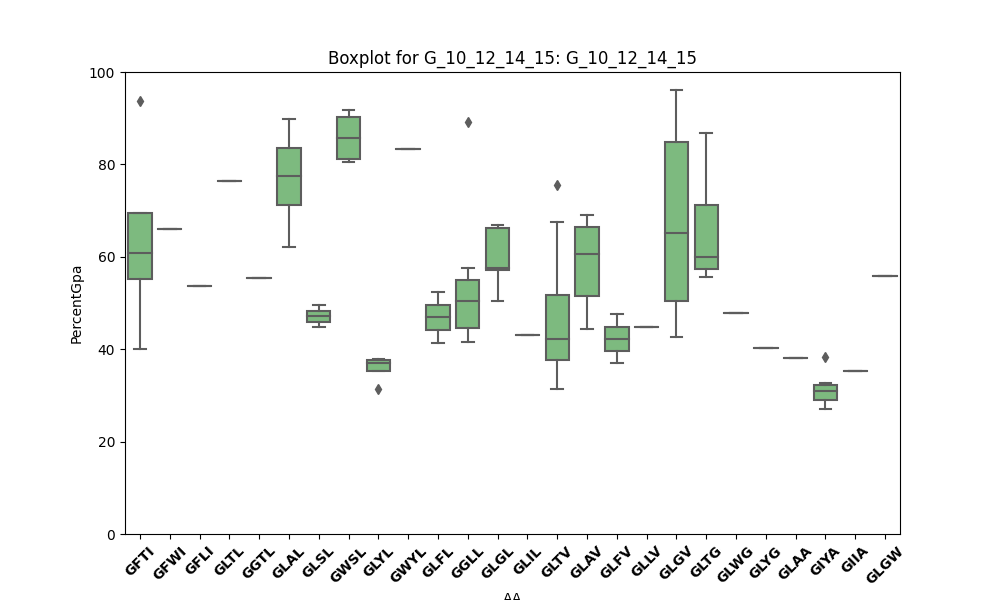 Boxplot for G_10_12_14_15: G_10_12_14_15
100
80
60
40
20
0
PercentGpa
GFTI GFWI GFLI GLTL GGTL GLAL GLSL GWSL GLYL GWYL GLFL GGLL GLGL GLIL GLTV GLAV GLFV GLLV GLGV GLTG GLWG GLYG GLAA GIYA GIIA GLGW
AA